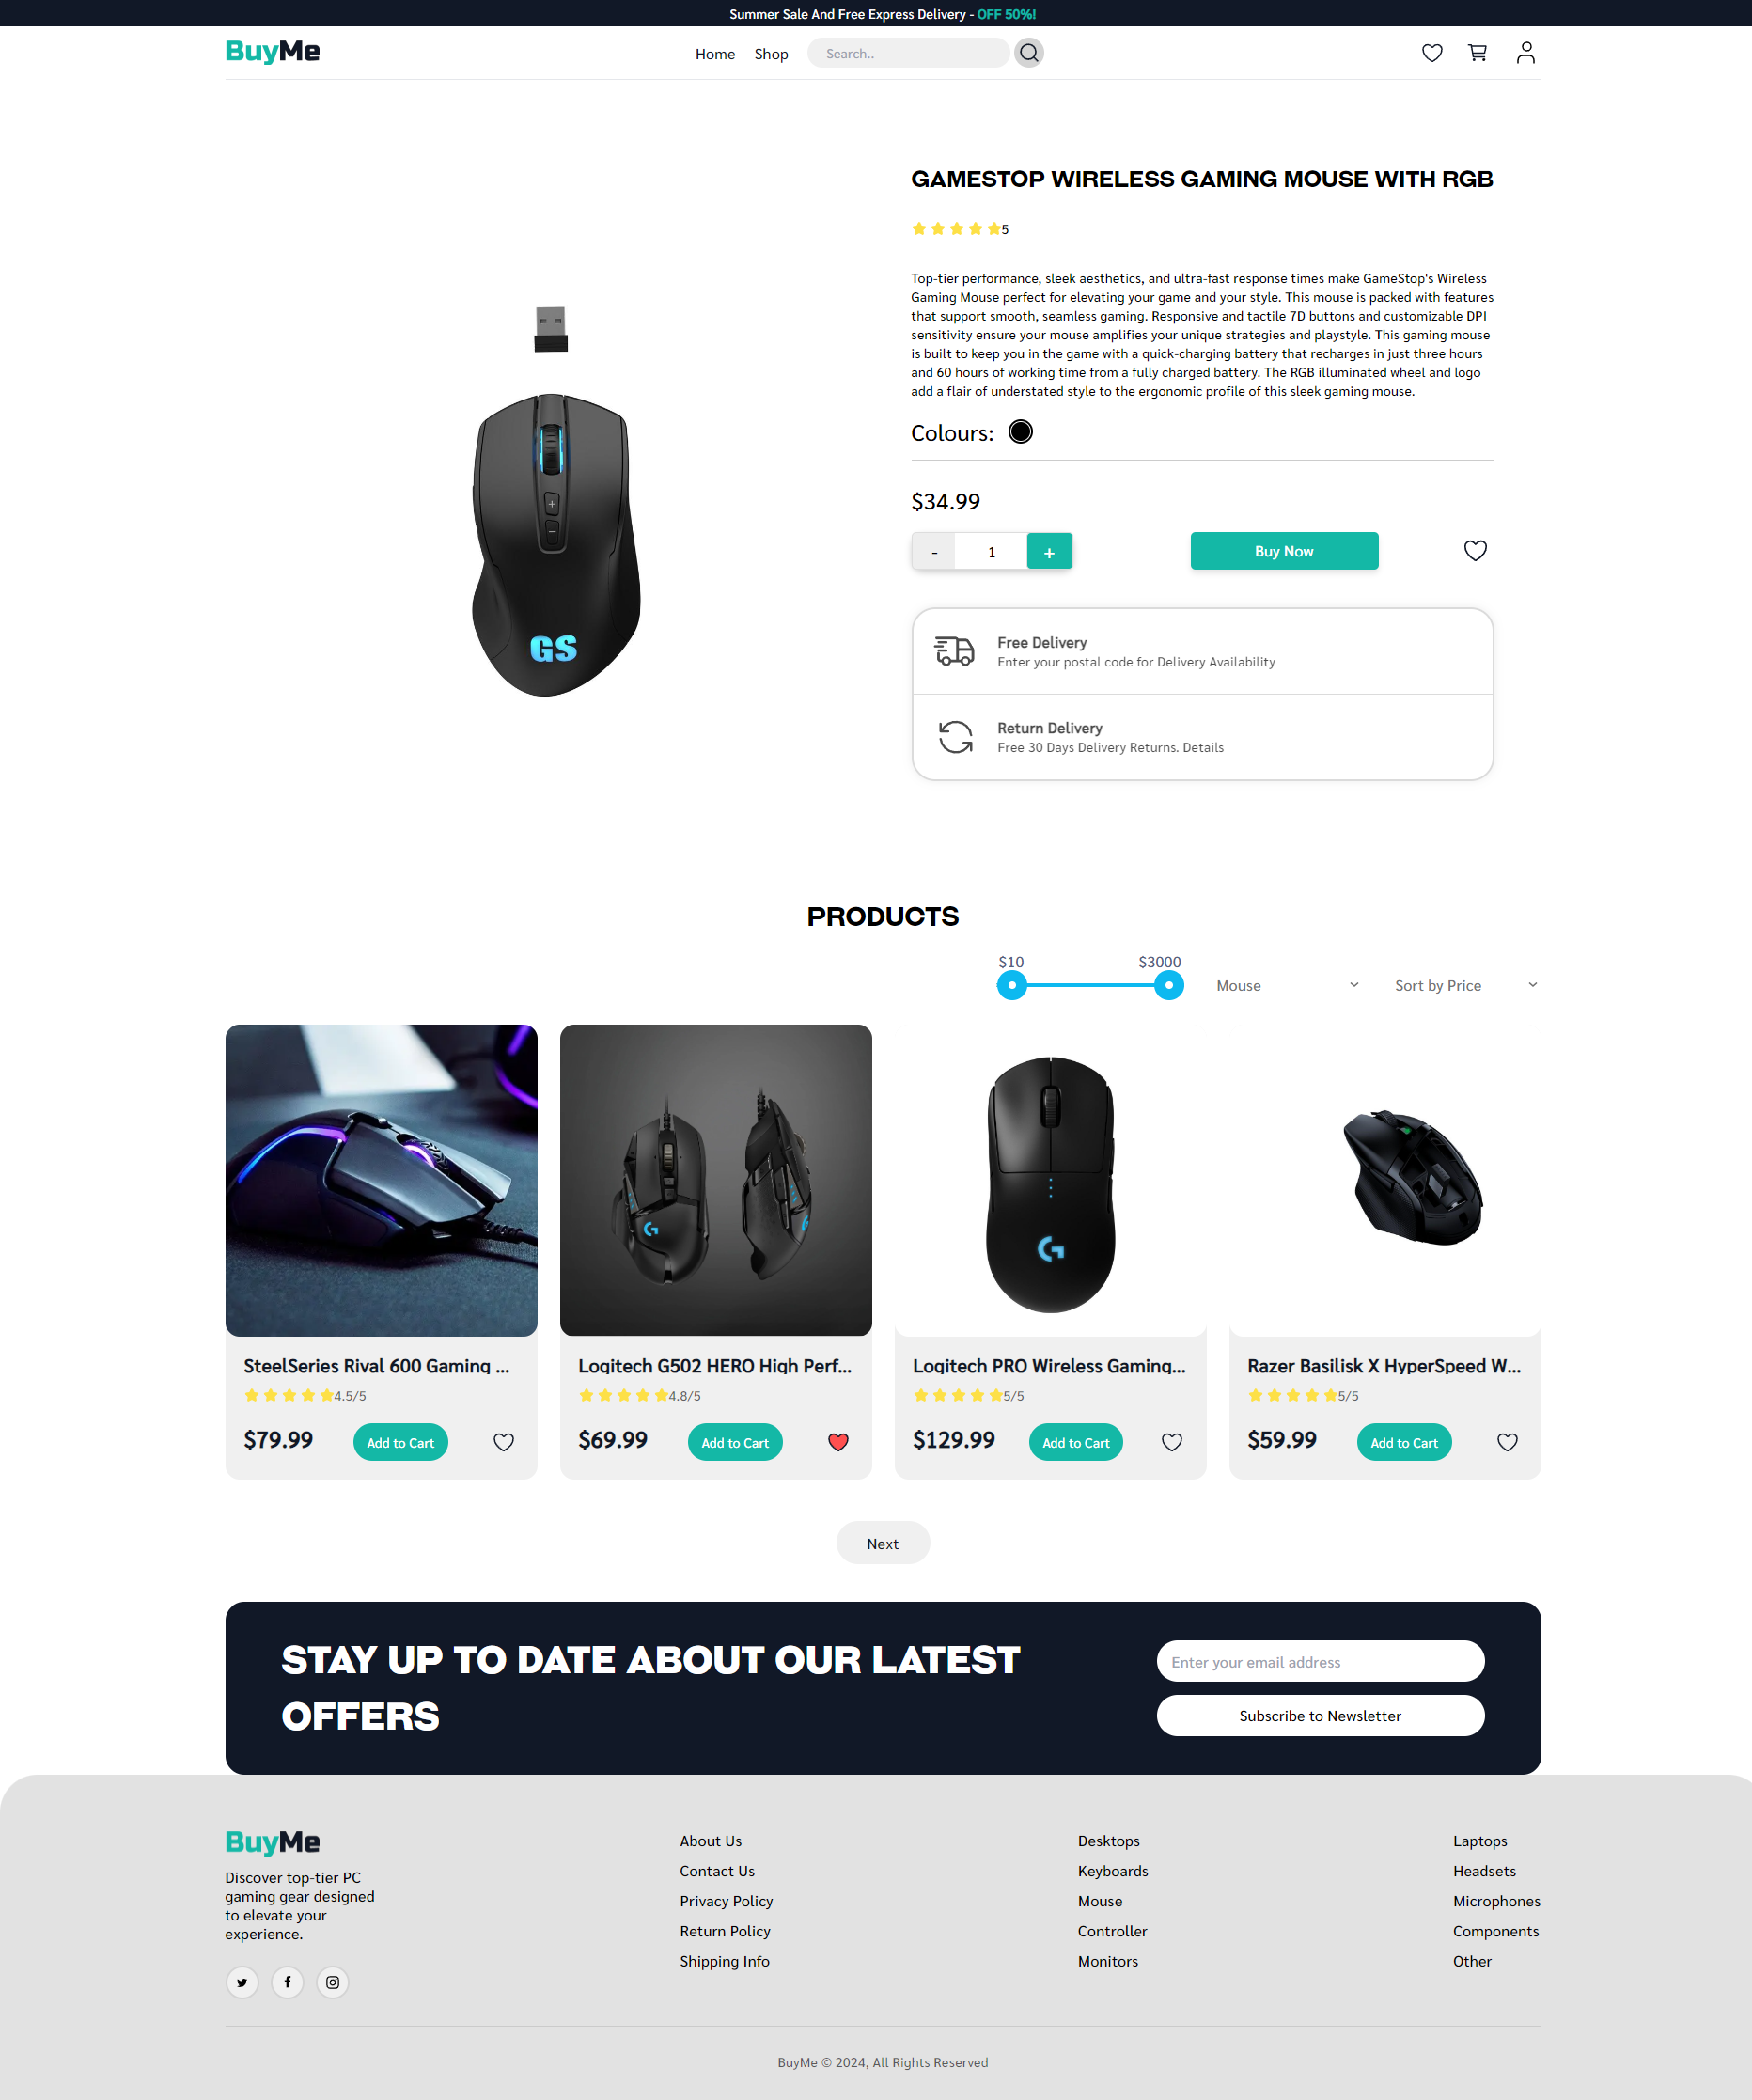 Summer Sale And Free Express Delivery - OFF 50%!
BuyMe
Home
Shop
Search..
GAMESTOP WIRELESS GAMING MOUSE WITH RGB
5
Top-tier performance, sleek aesthetics, and ultra-fast response times make GameStop's Wireless
Gaming Mouse perfect for elevating your game and your style. This mouse is packed with features
that support smooth, seamless gaming. Responsive and tactile 7D buttons and customizable DPI
sensitivity ensure your mouse amplifies your unique strategies and playstyle. This gaming mouse
is built to keep you in the game with a quick-charging battery that recharges in just three hours
and 60 hours of working time from a fully charged battery. The RGB illuminated wheel and logo
add a flair of understated style to the ergonomic profile of this sleek gaming mouse.
GS
Colours:
$34.99
- 1 +
Buy Now
Free Delivery
Enter your postal code for Delivery Availability
Return Delivery
Free 30 Days Delivery Returns. Details
PRODUCTS
$10
$3000
Mouse
Sort by Price
SteelSeries Rival 600 Gaming ...
4.5/5
$79.99
Add to Cart
Logitech G502 HERO High Perf...
4.8/5
$69.99
Add to Cart
Logitech PRO Wireless Gaming...
5/5
$129.99
Add to Cart
Razer Basilisk X HyperSpeed W...
5/5
$59.99
Add to Cart
Next
STAY UP TO DATE ABOUT OUR LATEST
OFFERS
Enter your email address
Subscribe to Newsletter
BuyMe
Discover top-tier PC
gaming gear designed
to elevate your
experience.
About Us
Contact Us
Privacy Policy
Return Policy
Shipping Info
Desktops
Keyboards
Mouse
Controller
Monitors
Laptops
Headsets
Microphones
Components
Other
BuyMe © 2024, All Rights Reserved